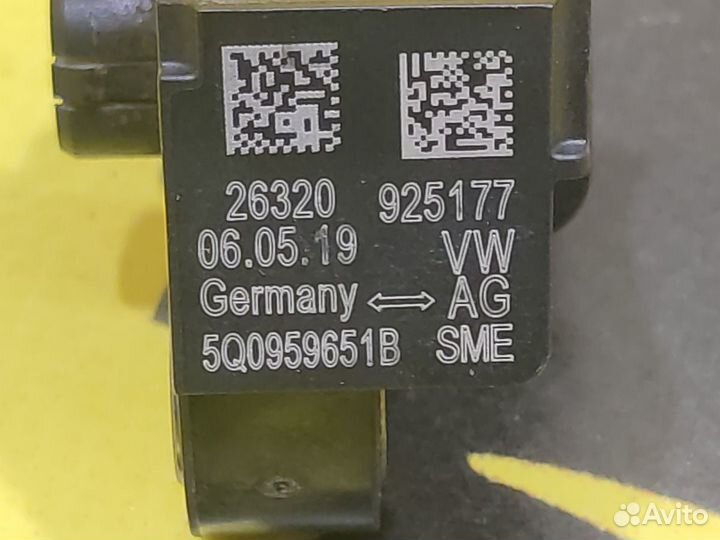 26320 925177
06.05.19 VW
Germany ⇔ AG
5Q0959651B SME
Avito